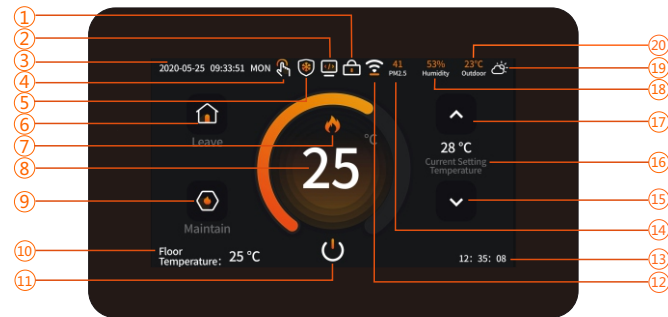 1
2
3
4
5
6
7
8
9
10
11
20
19
18
17
16
15
14
13
12
2020-05-25 09:33:51 MON
41
PM2.5
53%
Humidity
23℃
Outdoor
Leave
℃
25
28 ℃
Current Setting
Temperature
Maintain
Floor
Temperature: 25 ℃
12: 35: 08